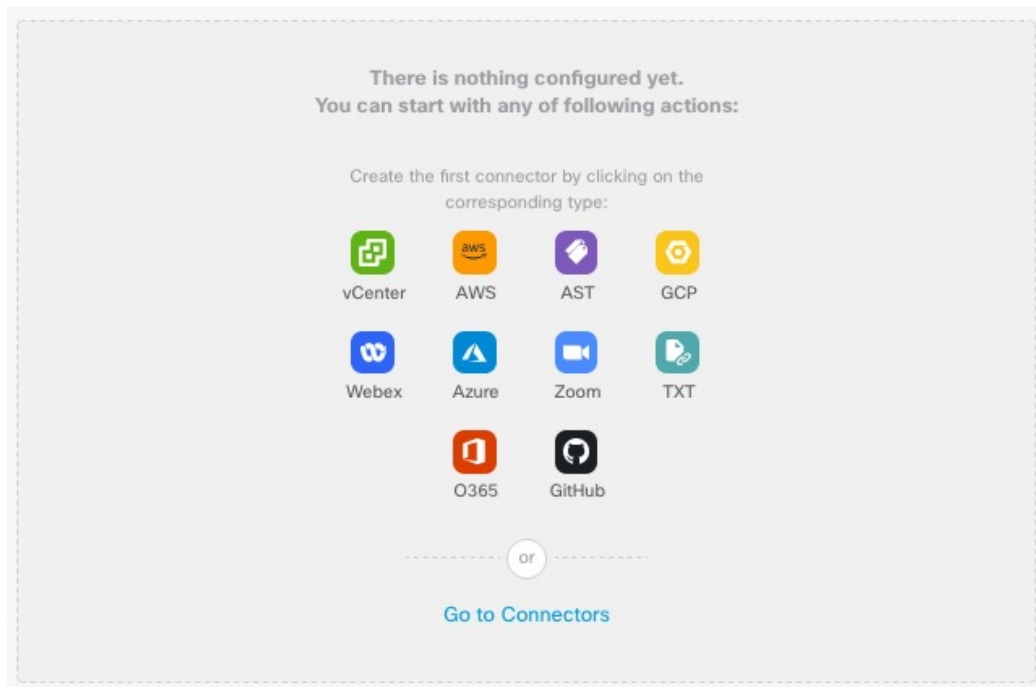 There is nothing configured yet.
You can start with any of following actions:
Create the first connector by clicking on the
corresponding type:
aws
vCenter AWS AST GCP
Webex Azure Zoom TXT
O365 GitHub
or
Go to Connectors